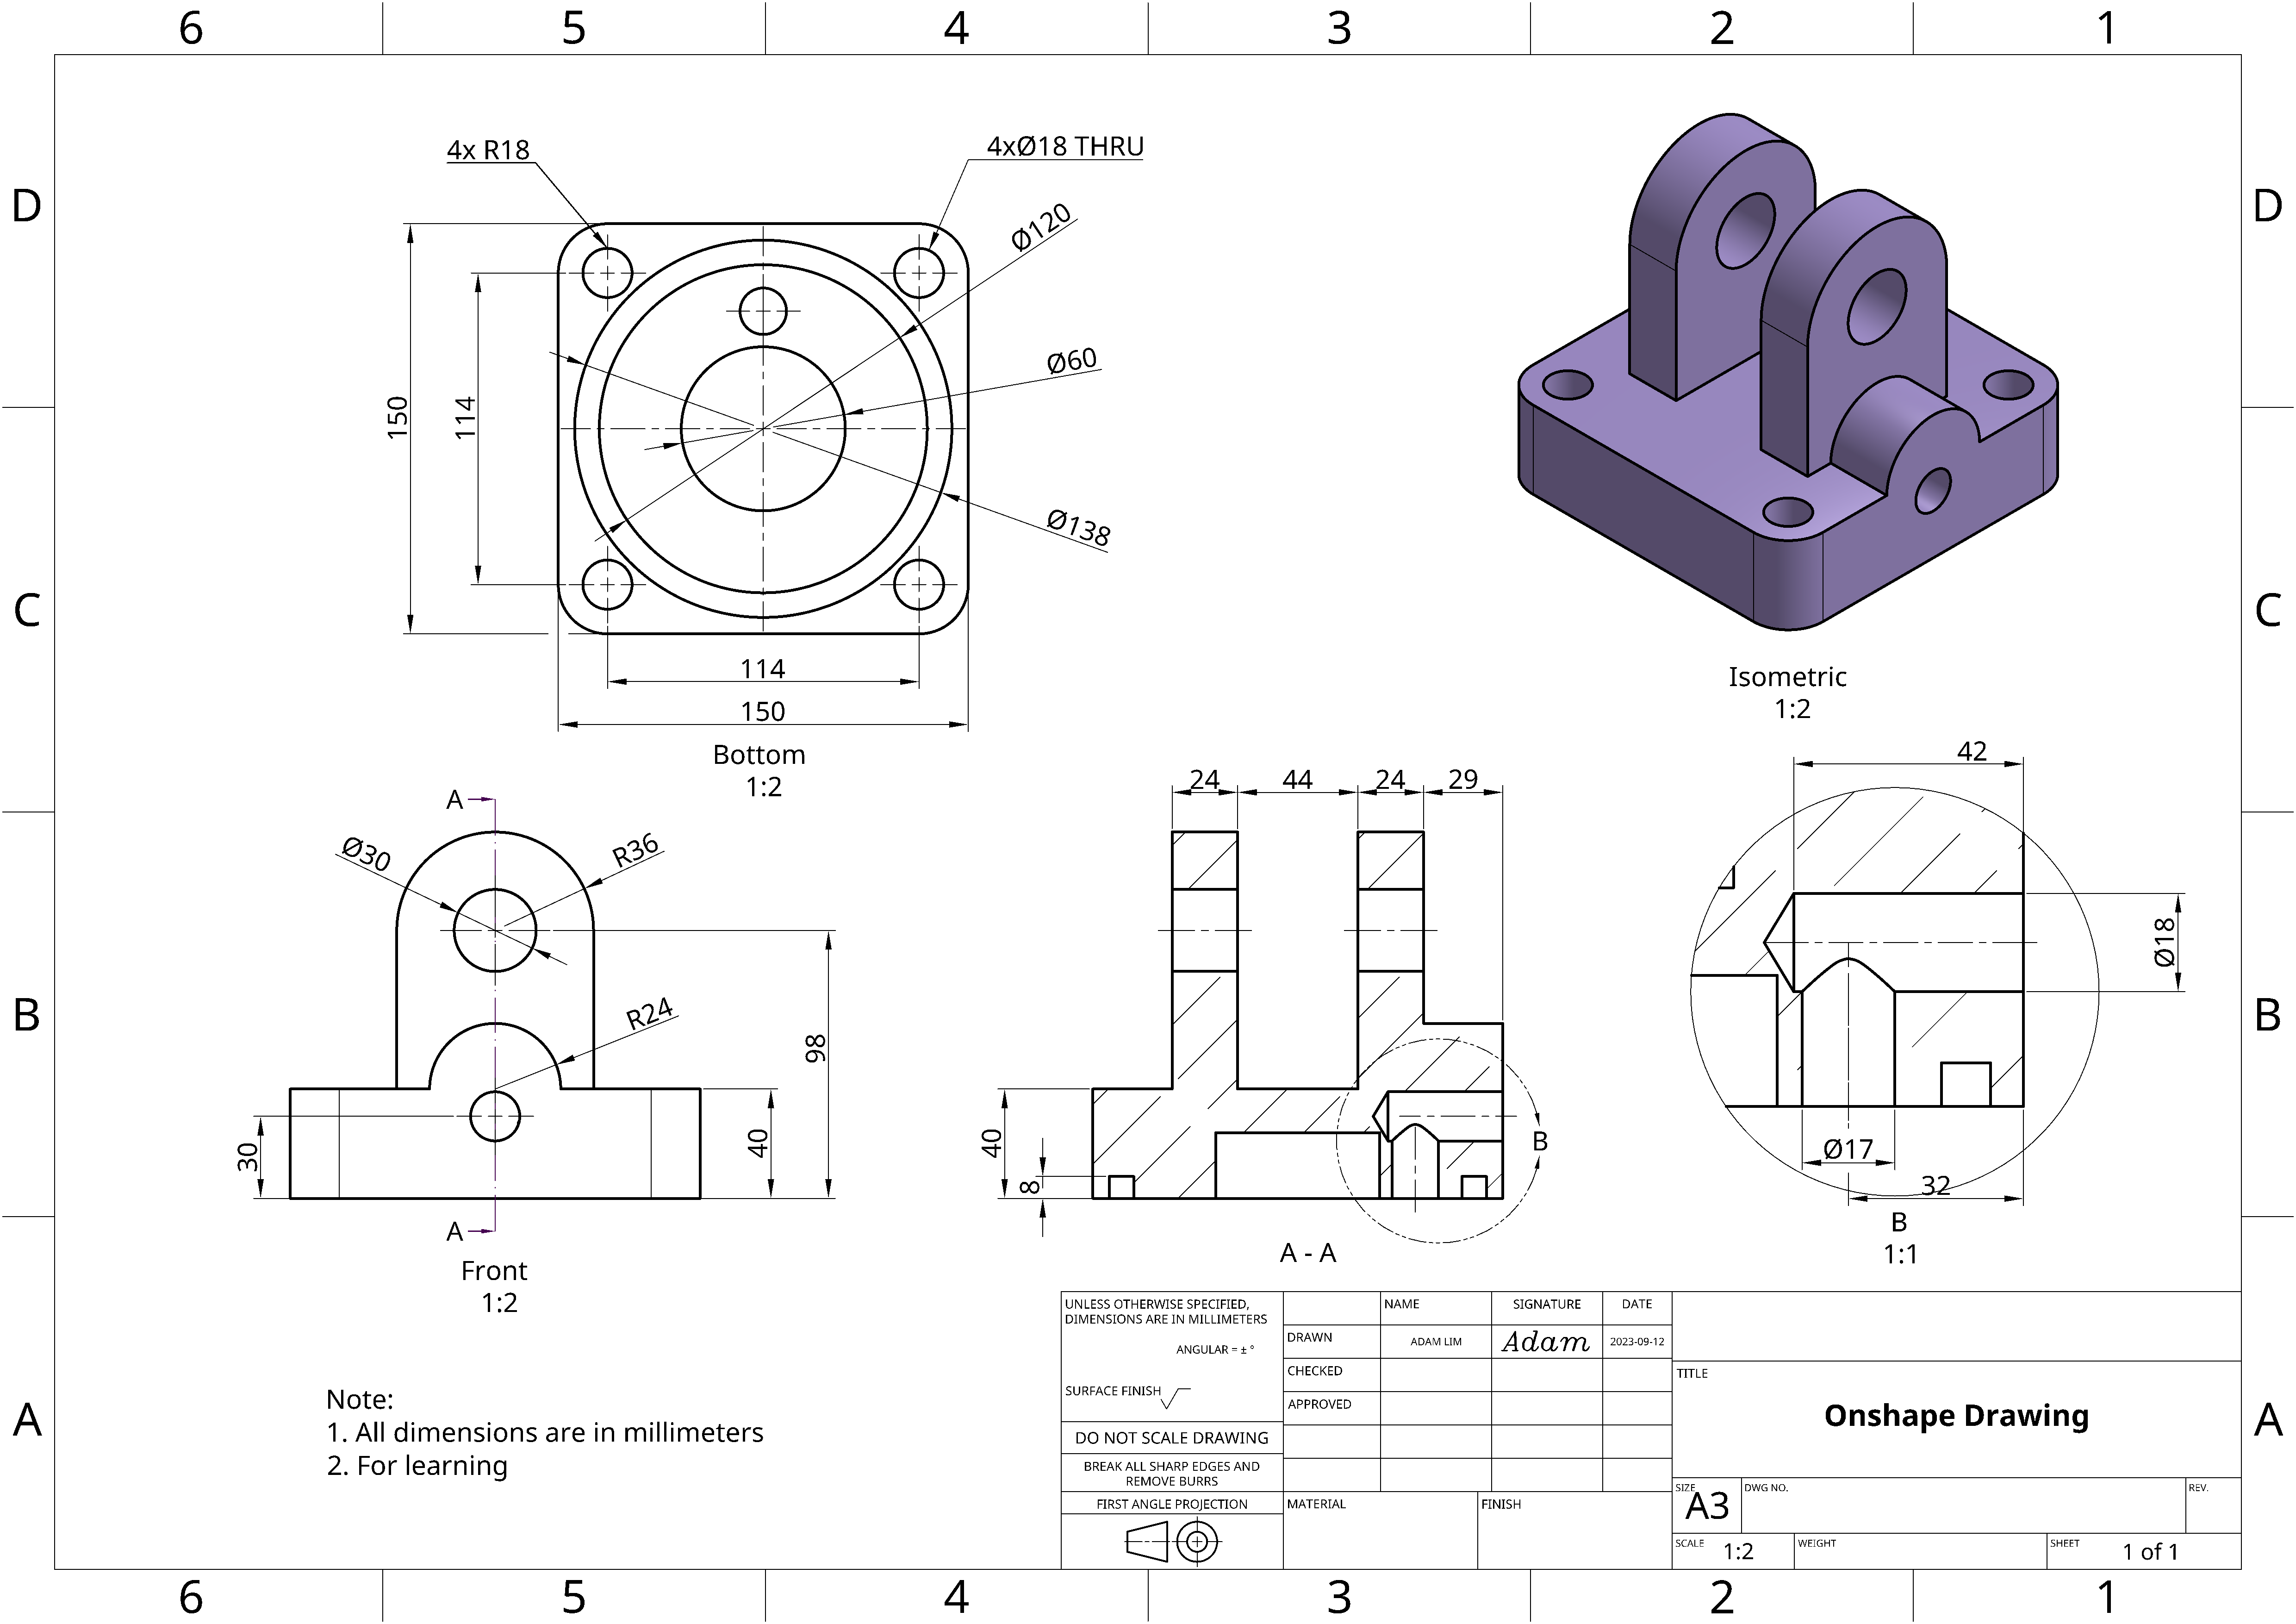 6 5 4 3 2 1
D D
C C
B B
A A
4x R18
4xØ18 THRU
Ø120
Ø60
Ø138
150
114
114
150
Bottom
1:2
Isometric
1:2
A
Ø30
R36
R24
98
40
30
A
Front
1:2
24 44 24 29
40
8
B
A - A
42
Ø18
Ø17
32
B
1:1
Note:
1. All dimensions are in millimeters
2. For learning
UNLESS OTHERWISE SPECIFIED,
DIMENSIONS ARE IN MILLIMETERS
ANGULAR = ± °
SURFACE FINISH
DO NOT SCALE DRAWING
BREAK ALL SHARP EDGES AND
REMOVE BURRS
FIRST ANGLE PROJECTION
NAME SIGNATURE DATE
DRAWN ADAM LIM Adam 2023-09-12
CHECKED
APPROVED
MATERIAL FINISH
TITLE
Onshape Drawing
SIZE DWG NO. REV.
A3
SCALE 1:2 WEIGHT SHEET 1 of 1
6 5 4 3 2 1